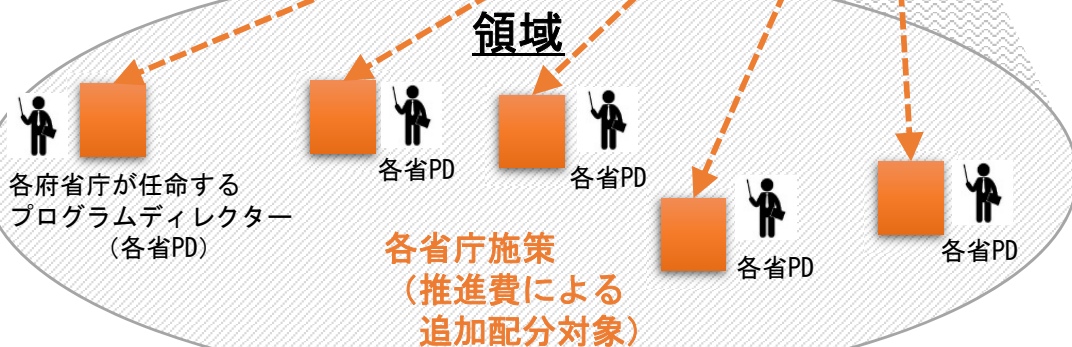 領域
各府省庁が任命する
プログラムディレクター
（各省PD）
各省PD
各省PD
各省PD
各省PD
各省庁施策
（推進費による
追加配分対象）